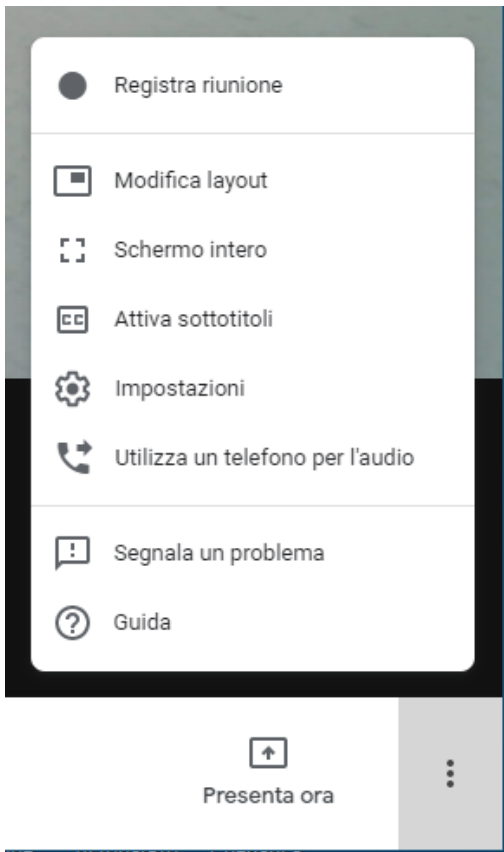 Registra riunione
Modifica layout
Schermo intero
CC Attiva sottotitoli
Impostazioni
Utilizza un telefono per l'audio
Segnala un problema
Guida
Presenta ora